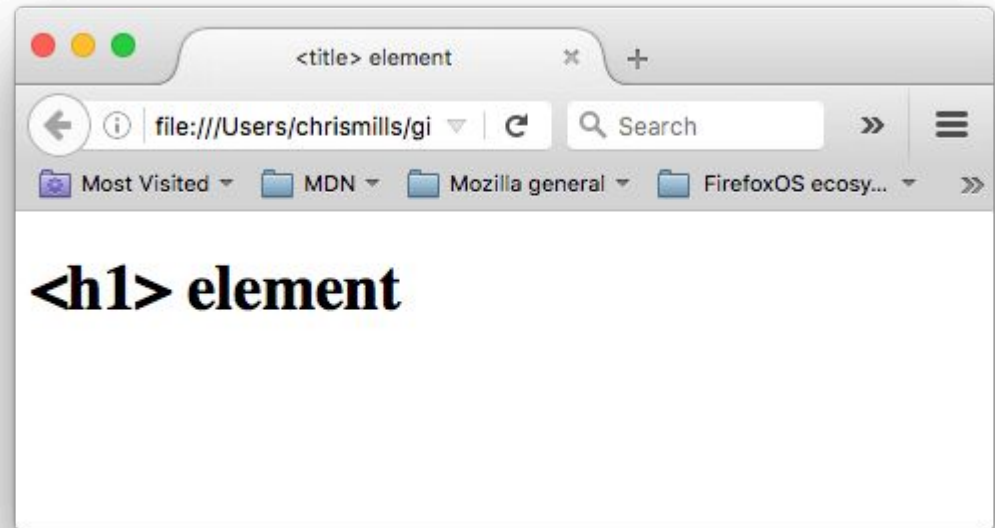 <title> element
file:///Users/chrismills/gi
Search
Most Visited
MDN
Mozilla general
FirefoxOS ecosy...
<h1> element